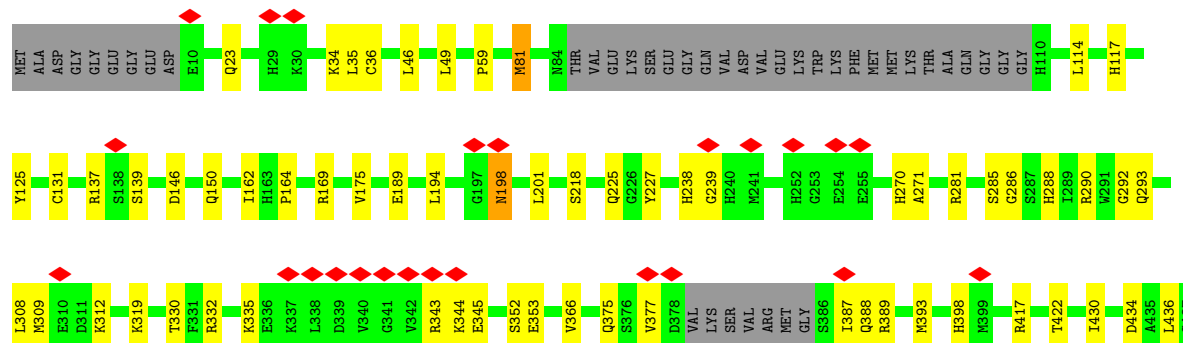 MET ALA ASP GLY GLY GLU GLY GLU ASP E10 Q23 H29 K30 K34 L35 C36 L46 L49 P59 M81 N84 THR VAL GLU LYS SER GLU GLY GLN VAL ASP VAL GLU LYS TRP LYS PHE MET MET LYS THR ALA GLN GLY GLY GLY H110 L114 H117
Y125 C131 R137 S138 S139 D146 Q150 I162 H163 P164 R169 V175 E189 L194 G197 N198 L201 S218 Q225 G226 Y227 H238 G239 H240 M241 H252 G253 E254 E255 H270 A271 R281 S285 G286 S287 H288 I289 R290 W291 G292 Q293
L308 M309 E310 D311 K312 K319 T330 F331 R332 K335 E336 K337 L338 D339 V340 G341 V342 R343 K344 E345 S352 E353 V366 Q375 S376 V377 D378 VAL LYS SER VAL ARG MET GLY S386 I387 Q388 R389 M393 H398 M399 R417 T422 I430 D434 A435 L436